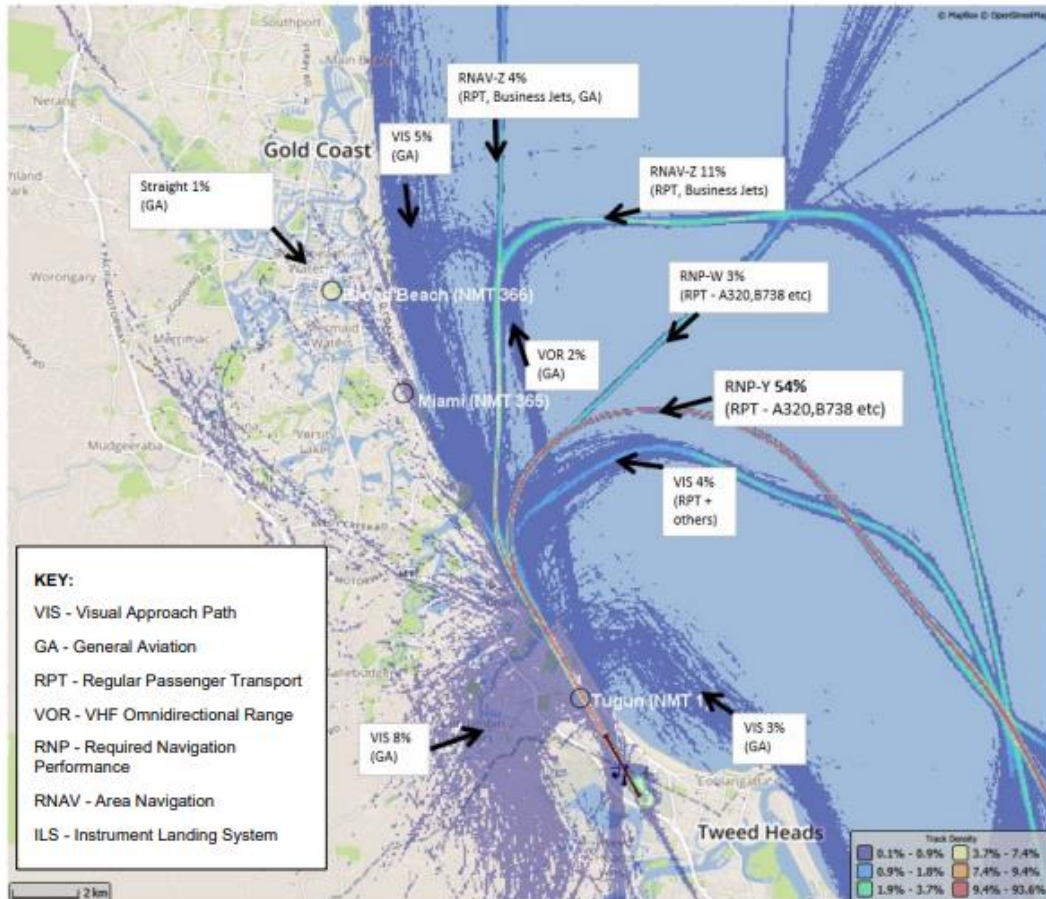 © MapBox © OpenStreetMap
Southport
Main Beach
Nerang
Gold Coast
RNAV-Z 4%
(RPT, Business Jets, GA)
VIS 5%
(GA)
Straight 1%
(GA)
RNAV-Z 11%
(RPT, Business Jets)
Worongary
PACIFIC MOTORWAY
Broad Beach (NMT 366)
RNP-W 3%
(RPT - A320,B738 etc)
Merrimac
Mermaid
Waters
VOR 2%
(GA)
RNP-Y 54%
(RPT - A320,B738 etc)
Miami (NMT 365)
Mudgeeraba
Varsity
Lake
VIS 4%
(RPT +
others)
KEY:
VIS - Visual Approach Path
GA - General Aviation
RPT - Regular Passenger Transport
VOR - VHF Omnidirectional Range
RNP - Required Navigation
Performance
RNAV - Area Navigation
ILS - Instrument Landing System
Tugun (NMT 1
VIS 8%
(GA)
VIS 3%
(GA)
Tweed Heads
Track Density
0.1% - 0.9%
3.7% - 7.4%
0.9% - 1.8%
7.4% - 9.4%
1.9% - 3.7%
9.4% - 93.6%
2 km